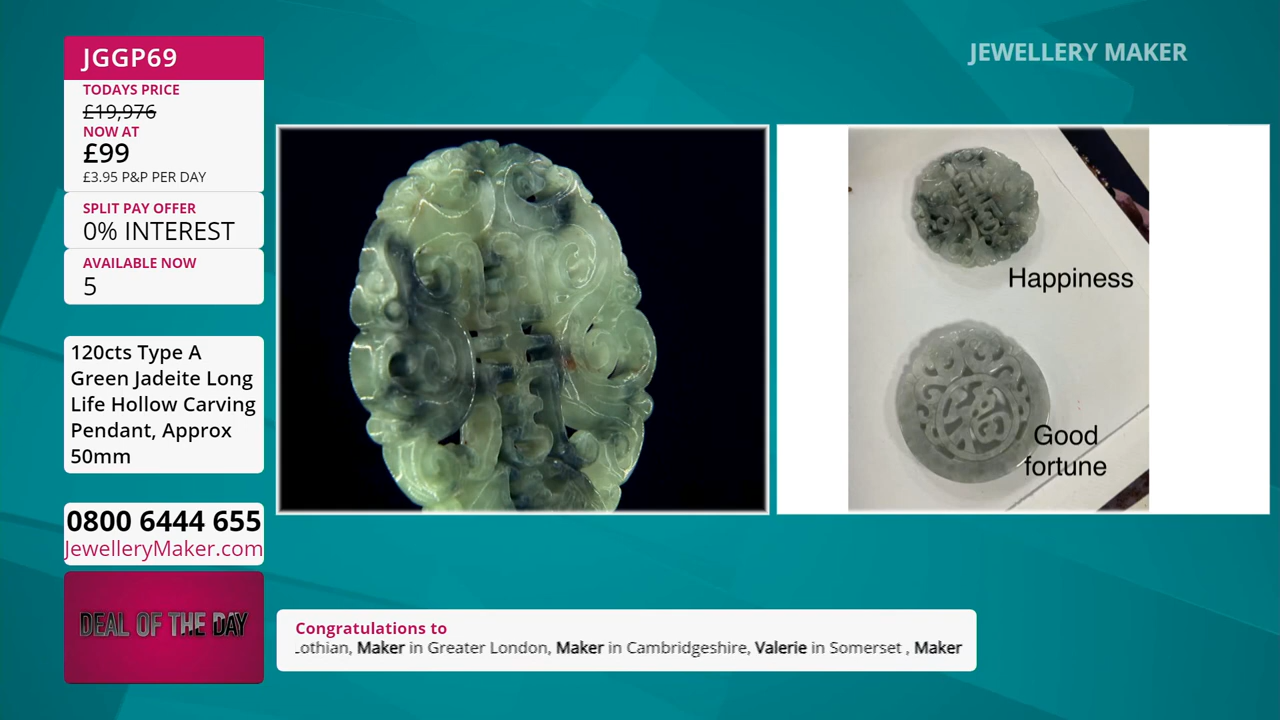 JGGP69
TODAYS PRICE
£19,976
NOW AT
£99
£3.95 P&P PER DAY
SPLIT PAY OFFER
0% INTEREST
AVAILABLE NOW
5
120cts Type A
Green Jadeite Long
Life Hollow Carving
Pendant, Approx
50mm
0800 6444 655
JewelleryMaker.com
DEAL OF THE DAY
JEWELLERY MAKER
Happiness
Good
fortune
Congratulations to
Lothian, Maker in Greater London, Maker in Cambridgeshire, Valerie in Somerset , Maker